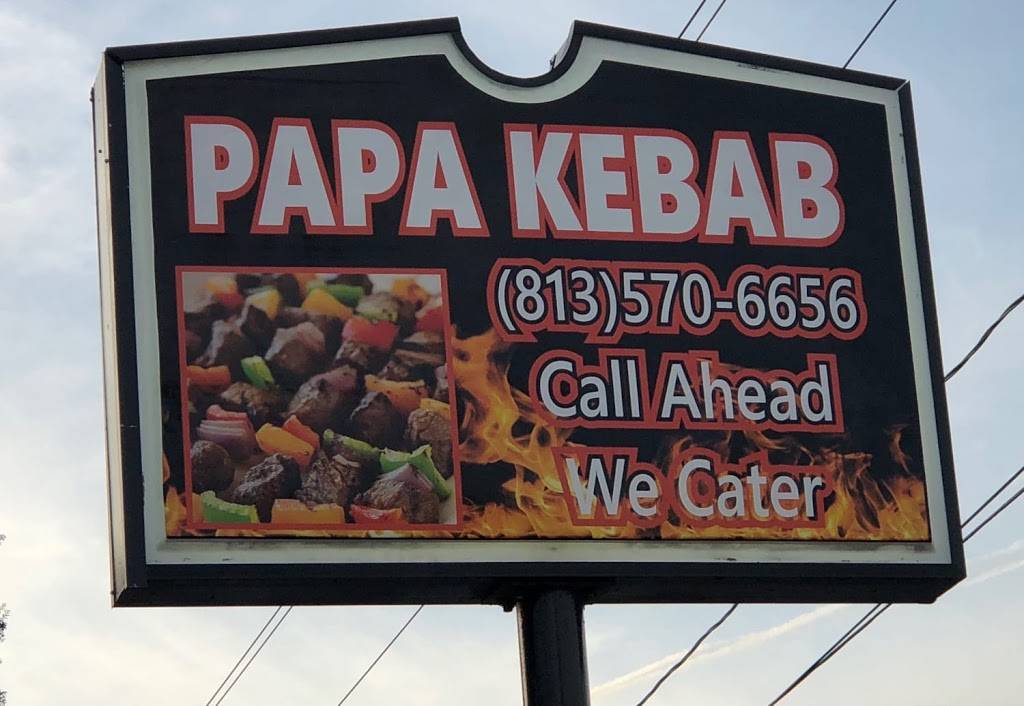 PAPA KEBAB
(813)570-6656
Call Ahead
We Cater